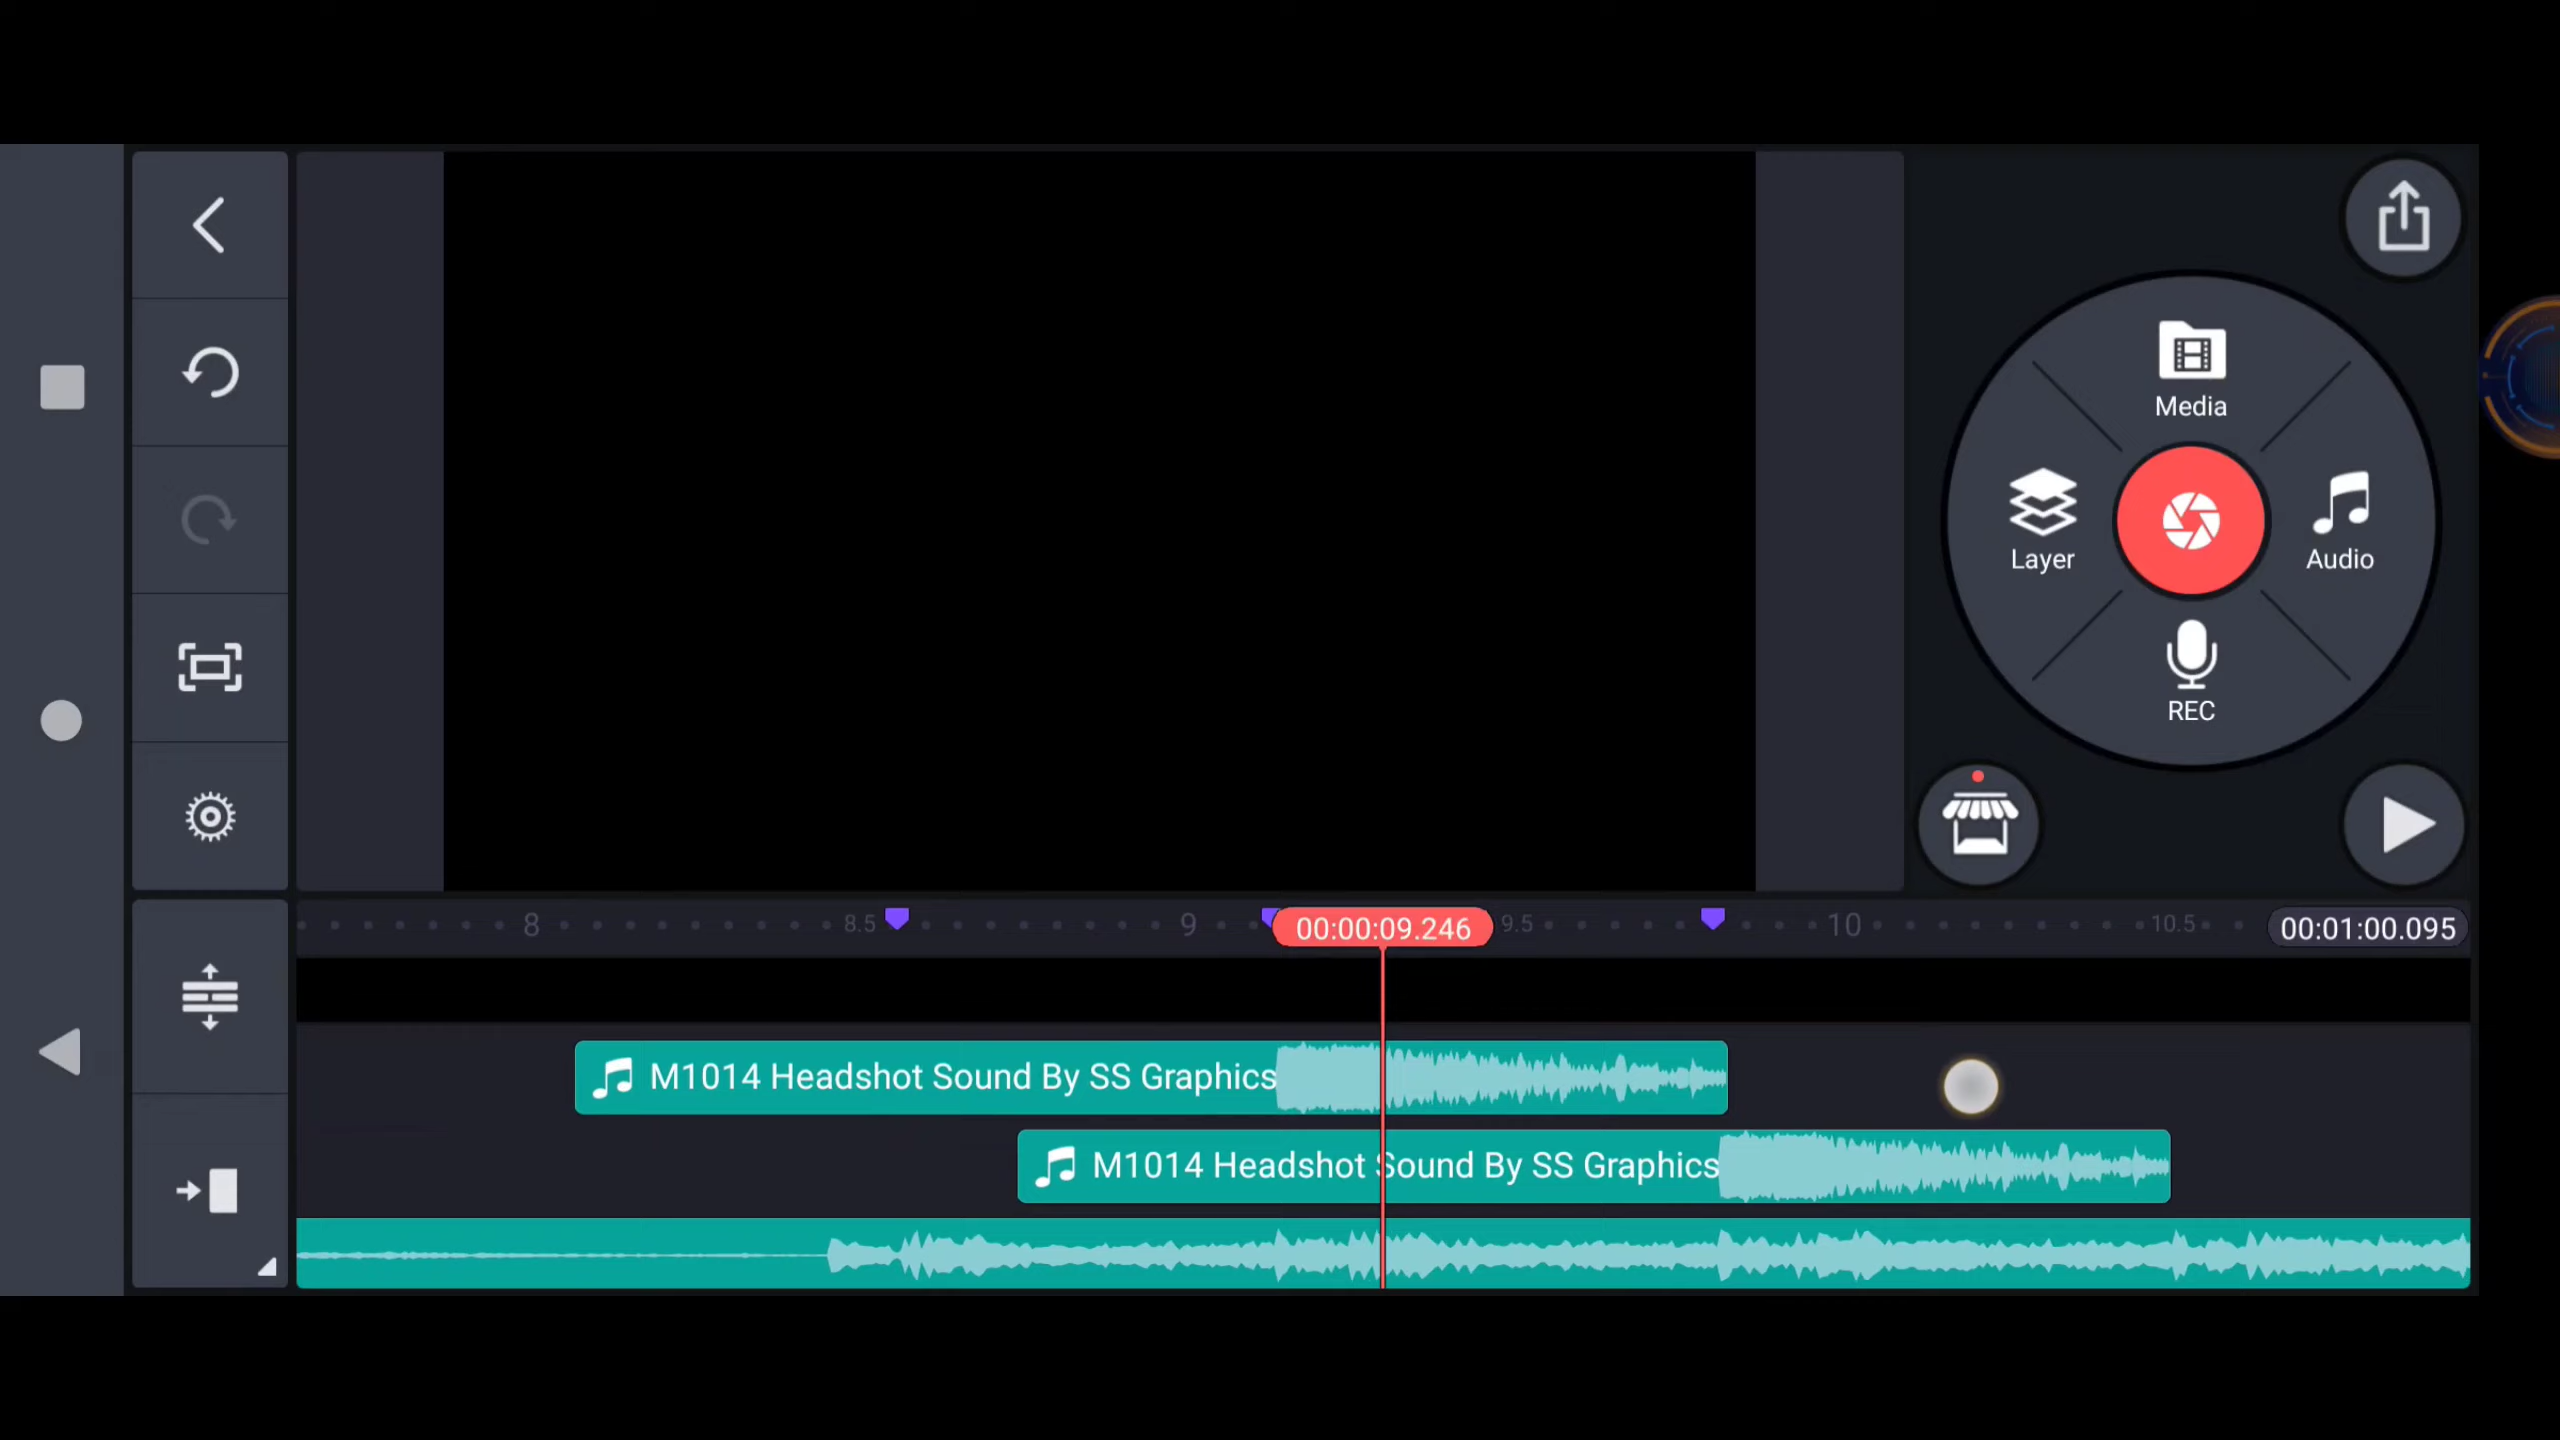 Media
Layer
Audio
REC
8
8.5
9
00:00:09.246
9.5
10
10.5
00:01:00.095
M1014 Headshot Sound By SS Graphics
M1014 Headshot Sound By SS Graphics